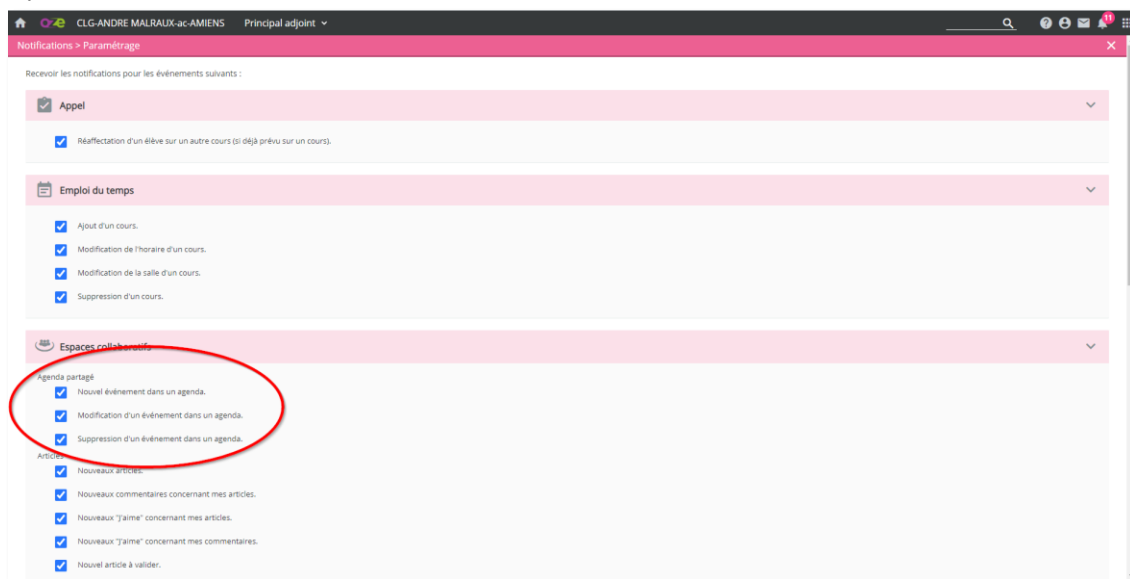 OZE CLG-ANDRE MALRAUX-ac-AMIENS Principal adjoint 11
Notifications > Paramétrage
Recevoir les notifications pour les événements suivants :
Appel
Réaffectation d'un élève sur un autre cours (si déjà prévu sur un cours).
Emploi du temps
Ajout d'un cours.
Modification de l'horaire d'un cours.
Modification de la salle d'un cours.
Suppression d'un cours.
Espaces collaboratifs
Agenda partagé
Nouvel événement dans un agenda.
Modification d'un événement dans un agenda.
Suppression d'un événement dans un agenda.
Articles
Nouveaux articles.
Nouveaux commentaires concernant mes articles.
Nouveaux "J'aime" concernant mes articles.
Nouveaux "J'aime" concernant mes commentaires.
Nouvel article à valider.